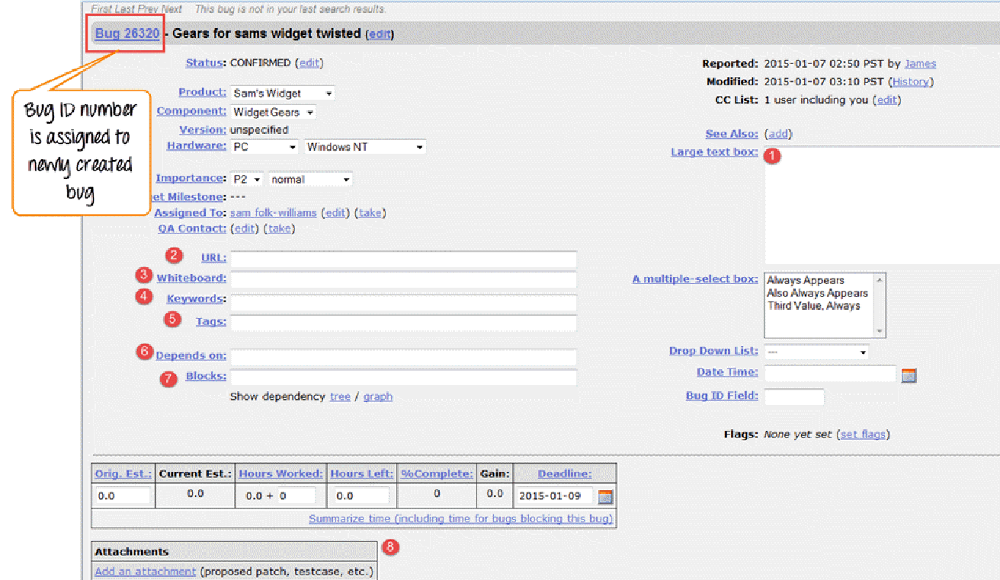 First Last Prev Next This bug is not in your last search results.
Bug 26320 - Gears for sams widget twisted (edit)
Bug ID number
is assigned to
newly created
bug
Status: CONFIRMED (edit)
Product: Sam's Widget
Component: Widget Gears
Version: unspecified
Hardware: PC Windows NT
Importance: P2 normal
et Milestone: ---
Assigned To: sam folk-williams (edit) (take)
QA Contact: (edit) (take)
2 URL:
3 Whiteboard:
4 Keywords:
5 Tags:
6 Depends on:
7 Blocks:
Show dependency tree / graph
Reported: 2015-01-07 02:50 PST by James
Modified: 2015-01-07 03:10 PST (History)
CC List: 1 user including you (edit)
See Also: (add)
Large text box: 1
A multiple-select box: Always Appears
Also Always Appears
Third Value, Always
Drop Down List: ---
Date Time:
Bug ID Field:
Flags: None yet set (set flags)
Orig. Est.: Current Est.: Hours Worked: Hours Left: %Complete: Gain: Deadline:
0.0 0.0 0.0 + 0 0.0 0 0.0 2015-01-09
Summarize time (including time for bugs blocking this bug)
Attachments 8
Add an attachment (proposed patch, testcase, etc.)